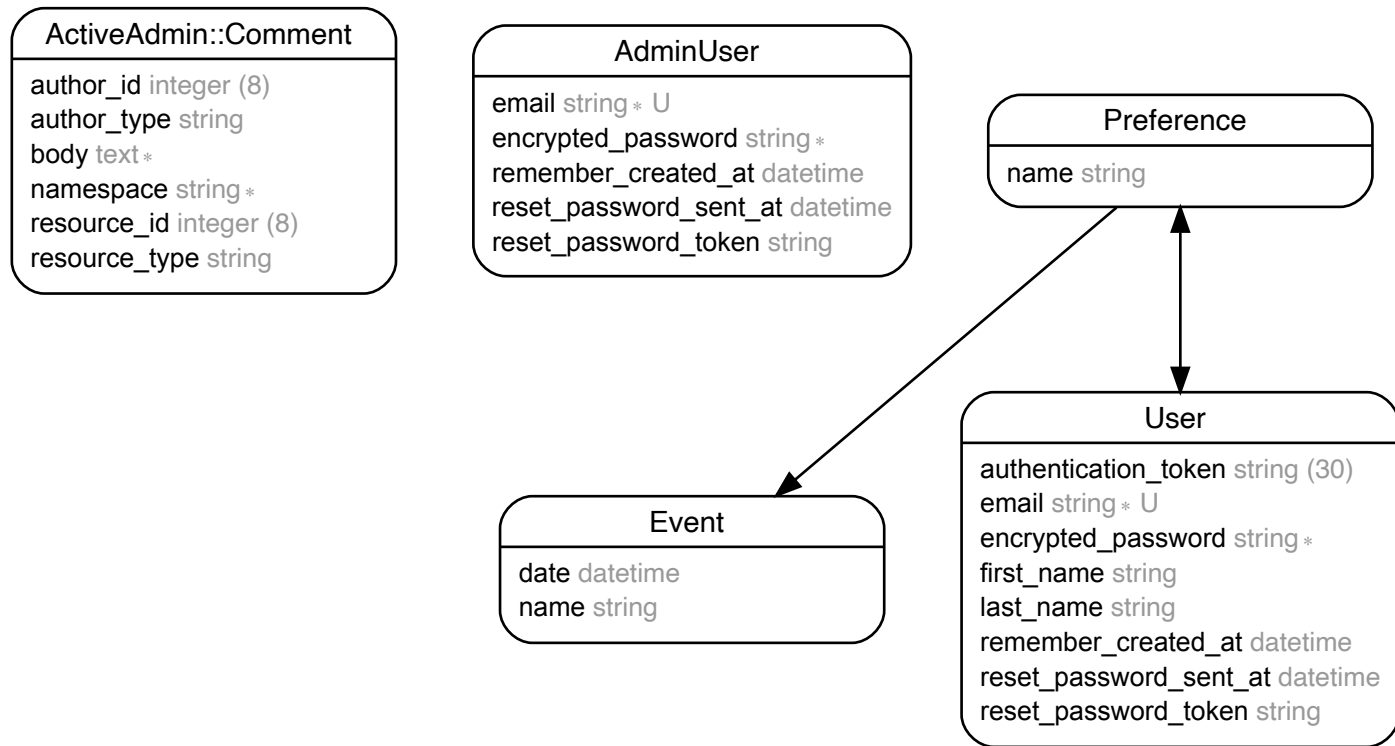 ActiveAdmin::Comment
author_id integer (8)
author_type string
body text *
namespace string *
resource_id integer (8)
resource_type string
AdminUser
email string * U
encrypted_password string *
remember_created_at datetime
reset_password_sent_at datetime
reset_password_token string
Preference
name string
Event
date datetime
name string
User
authentication_token string (30)
email string * U
encrypted_password string *
first_name string
last_name string
remember_created_at datetime
reset_password_sent_at datetime
reset_password_token string